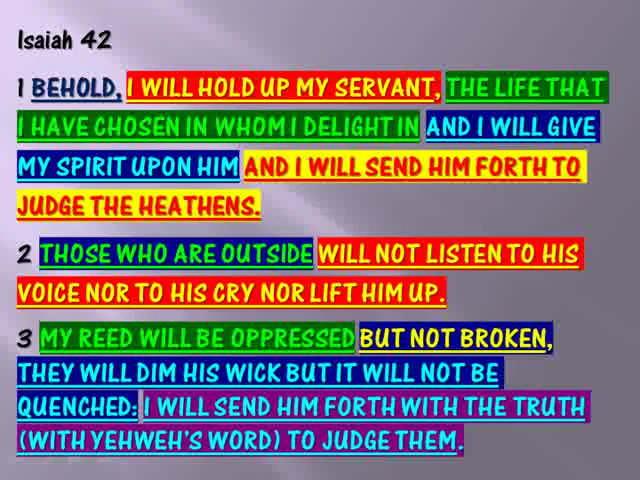 Isaiah 42
1 BEHOLD, I WILL HOLD UP MY SERVANT, THE LIFE THAT
I HAVE CHOSEN IN WHOM I DELIGHT IN AND I WILL GIVE
MY SPIRIT UPON HIM AND I WILL SEND HIM FORTH TO
JUDGE THE HEATHENS.
2 THOSE WHO ARE OUTSIDE WILL NOT LISTEN TO HIS
VOICE NOR TO HIS CRY NOR LIFT HIM UP.
3 MY REED WILL BE OPPRESSED BUT NOT BROKEN,
THEY WILL DIM HIS WICK BUT IT WILL NOT BE
QUENCHED: I WILL SEND HIM FORTH WITH THE TRUTH
(WITH YEHWEH'S WORD) TO JUDGE THEM.